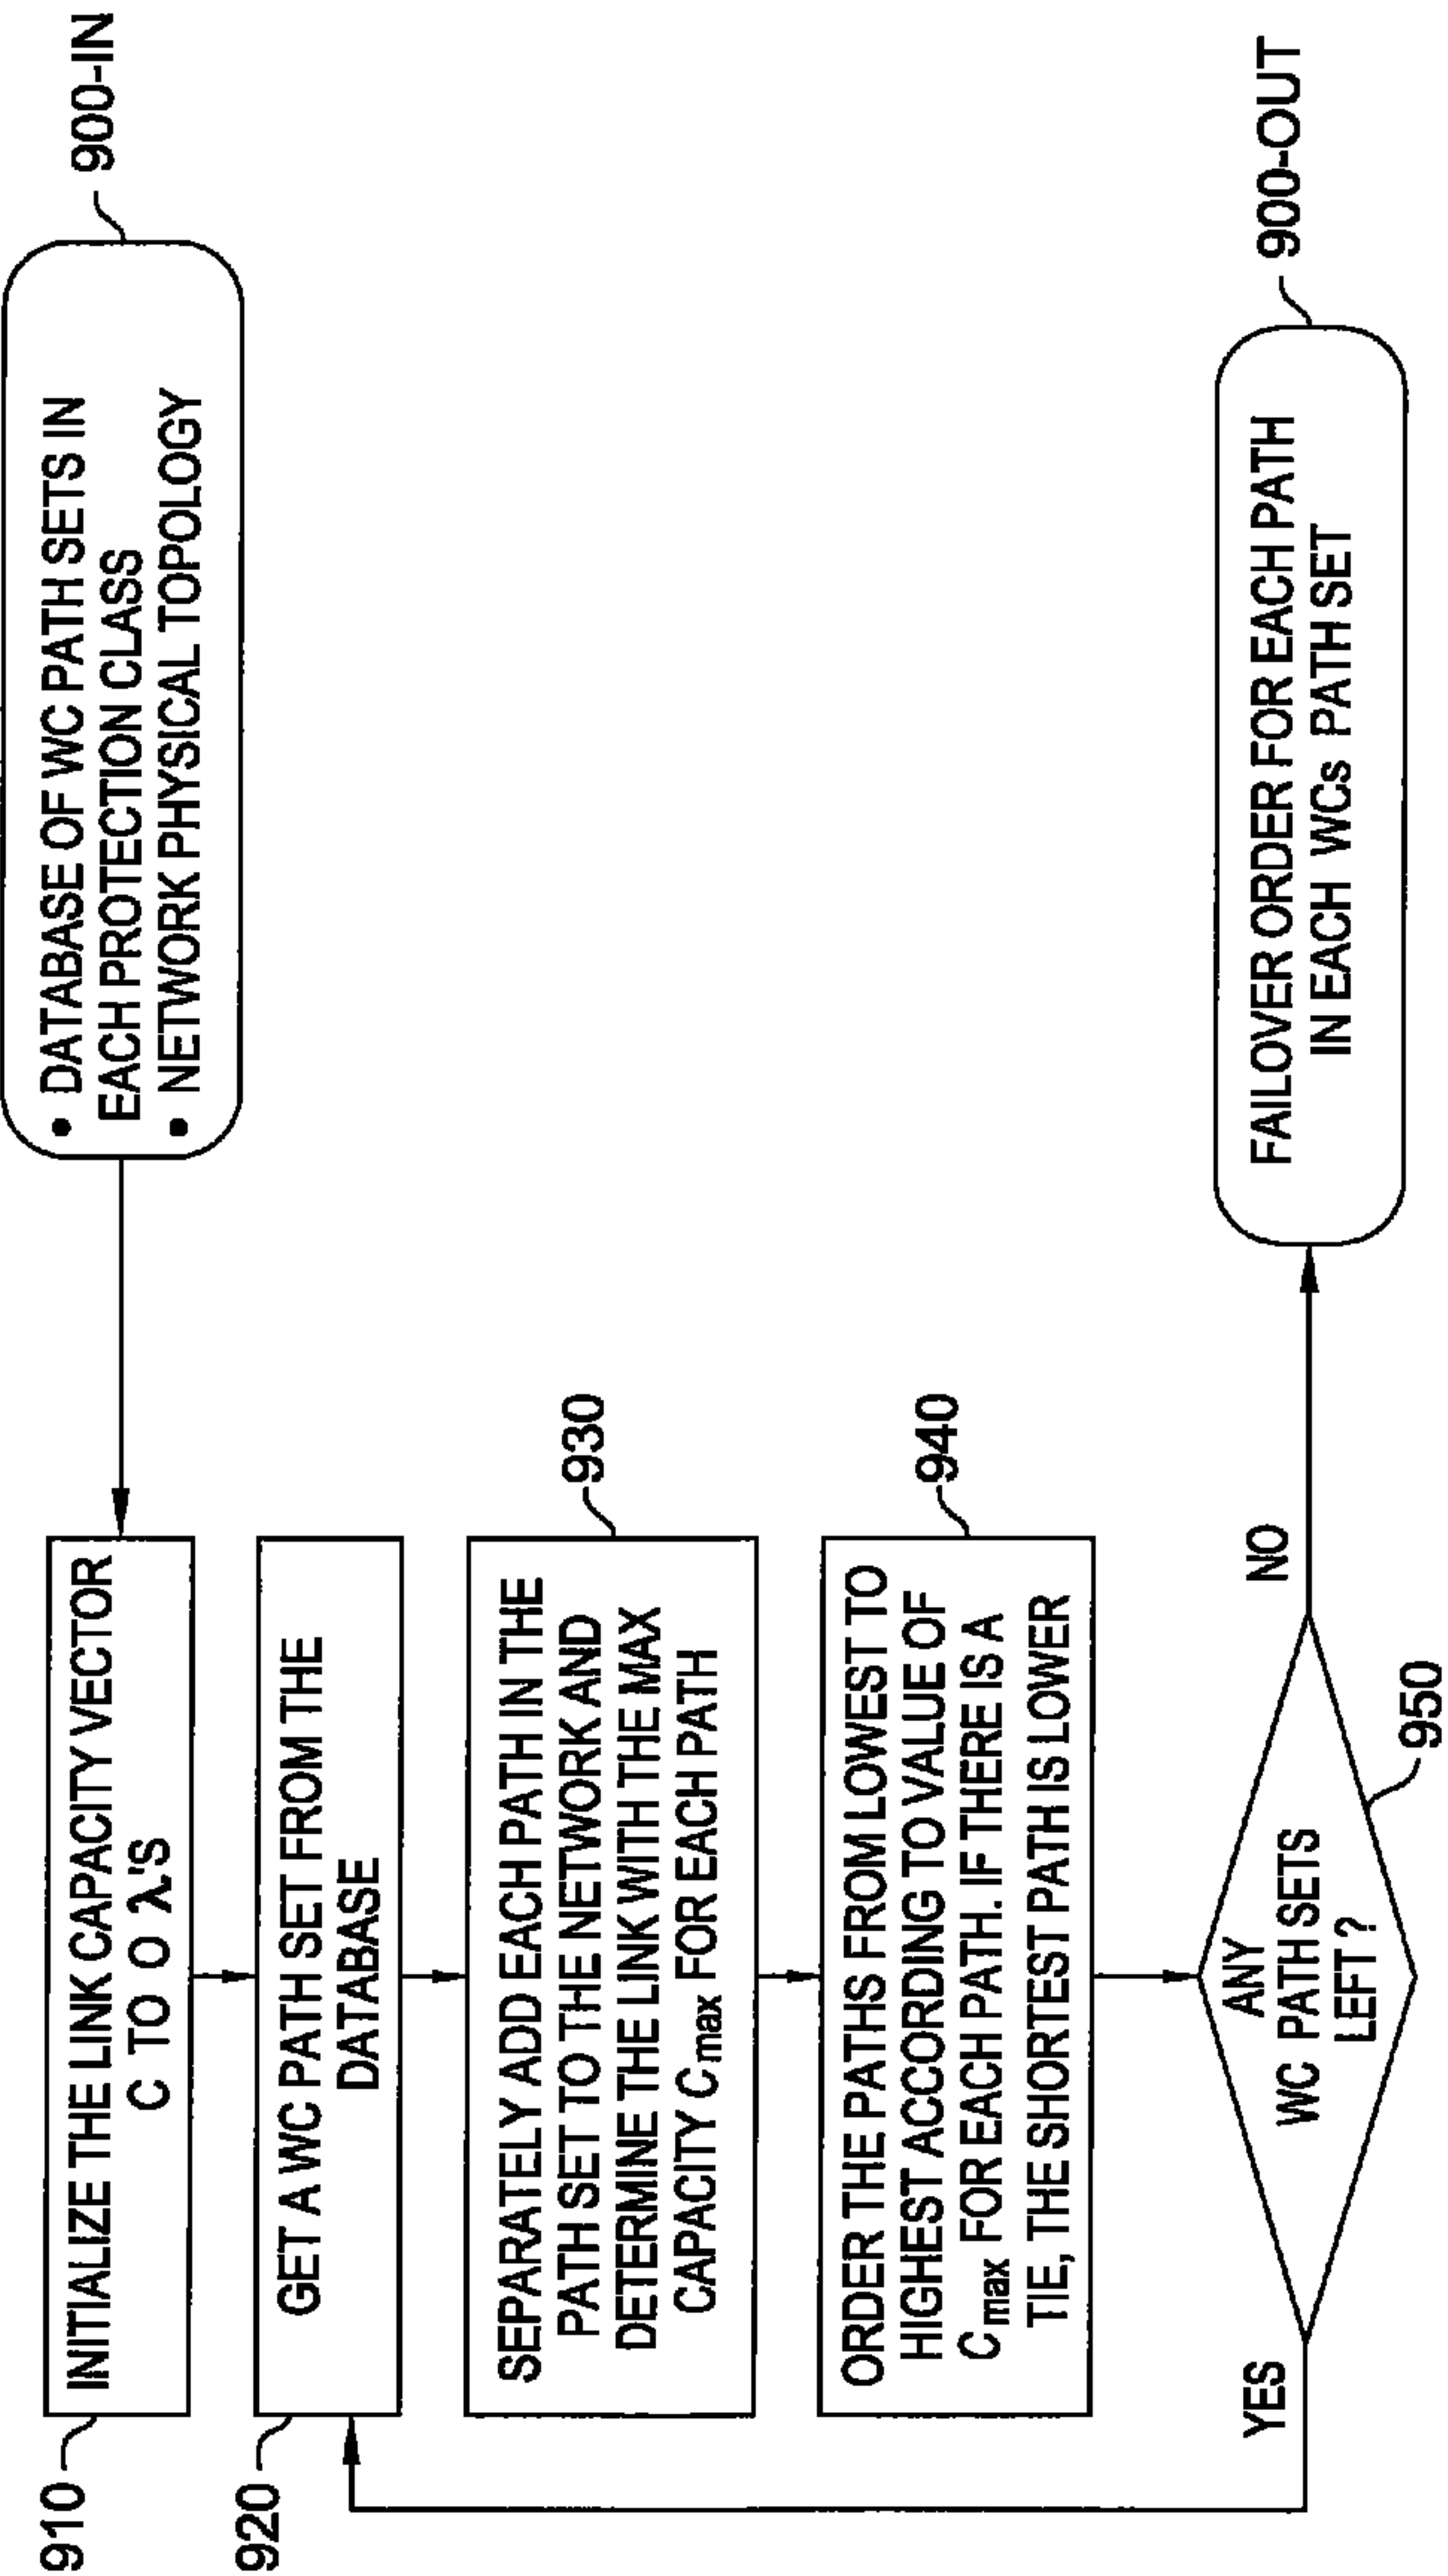 900-IN
• DATABASE OF WC PATH SETS IN
EACH PROTECTION CLASS
• NETWORK PHYSICAL TOPOLOGY
910
INITIALIZE THE LINK CAPACITY VECTOR
C TO O λ'S
920
GET A WC PATH SET FROM THE
DATABASE
930
SEPARATELY ADD EACH PATH IN THE
PATH SET TO THE NETWORK AND
DETERMINE THE LINK WITH THE MAX
CAPACITY Cmax FOR EACH PATH
940
ORDER THE PATHS FROM LOWEST TO
HIGHEST ACCORDING TO VALUE OF
Cmax FOR EACH PATH. IF THERE IS A
TIE, THE SHORTEST PATH IS LOWER
YES
ANY
WC PATH SETS
LEFT?
950
NO
FAILOVER ORDER FOR EACH PATH
IN EACH WCs PATH SET
900-OUT